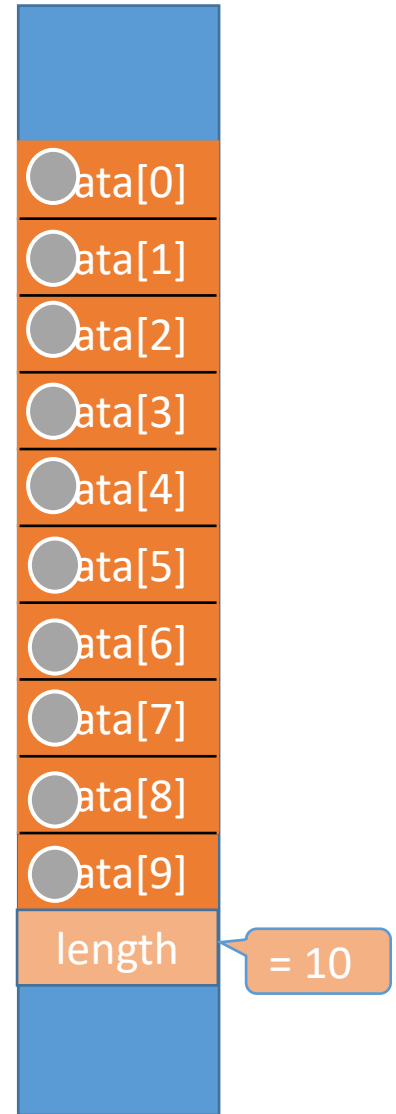 ata[0]
ata[1]
ata[2]
ata[3]
ata[4]
ata[5]
ata[6]
ata[7]
ata[8]
ata[9]
length
= 10